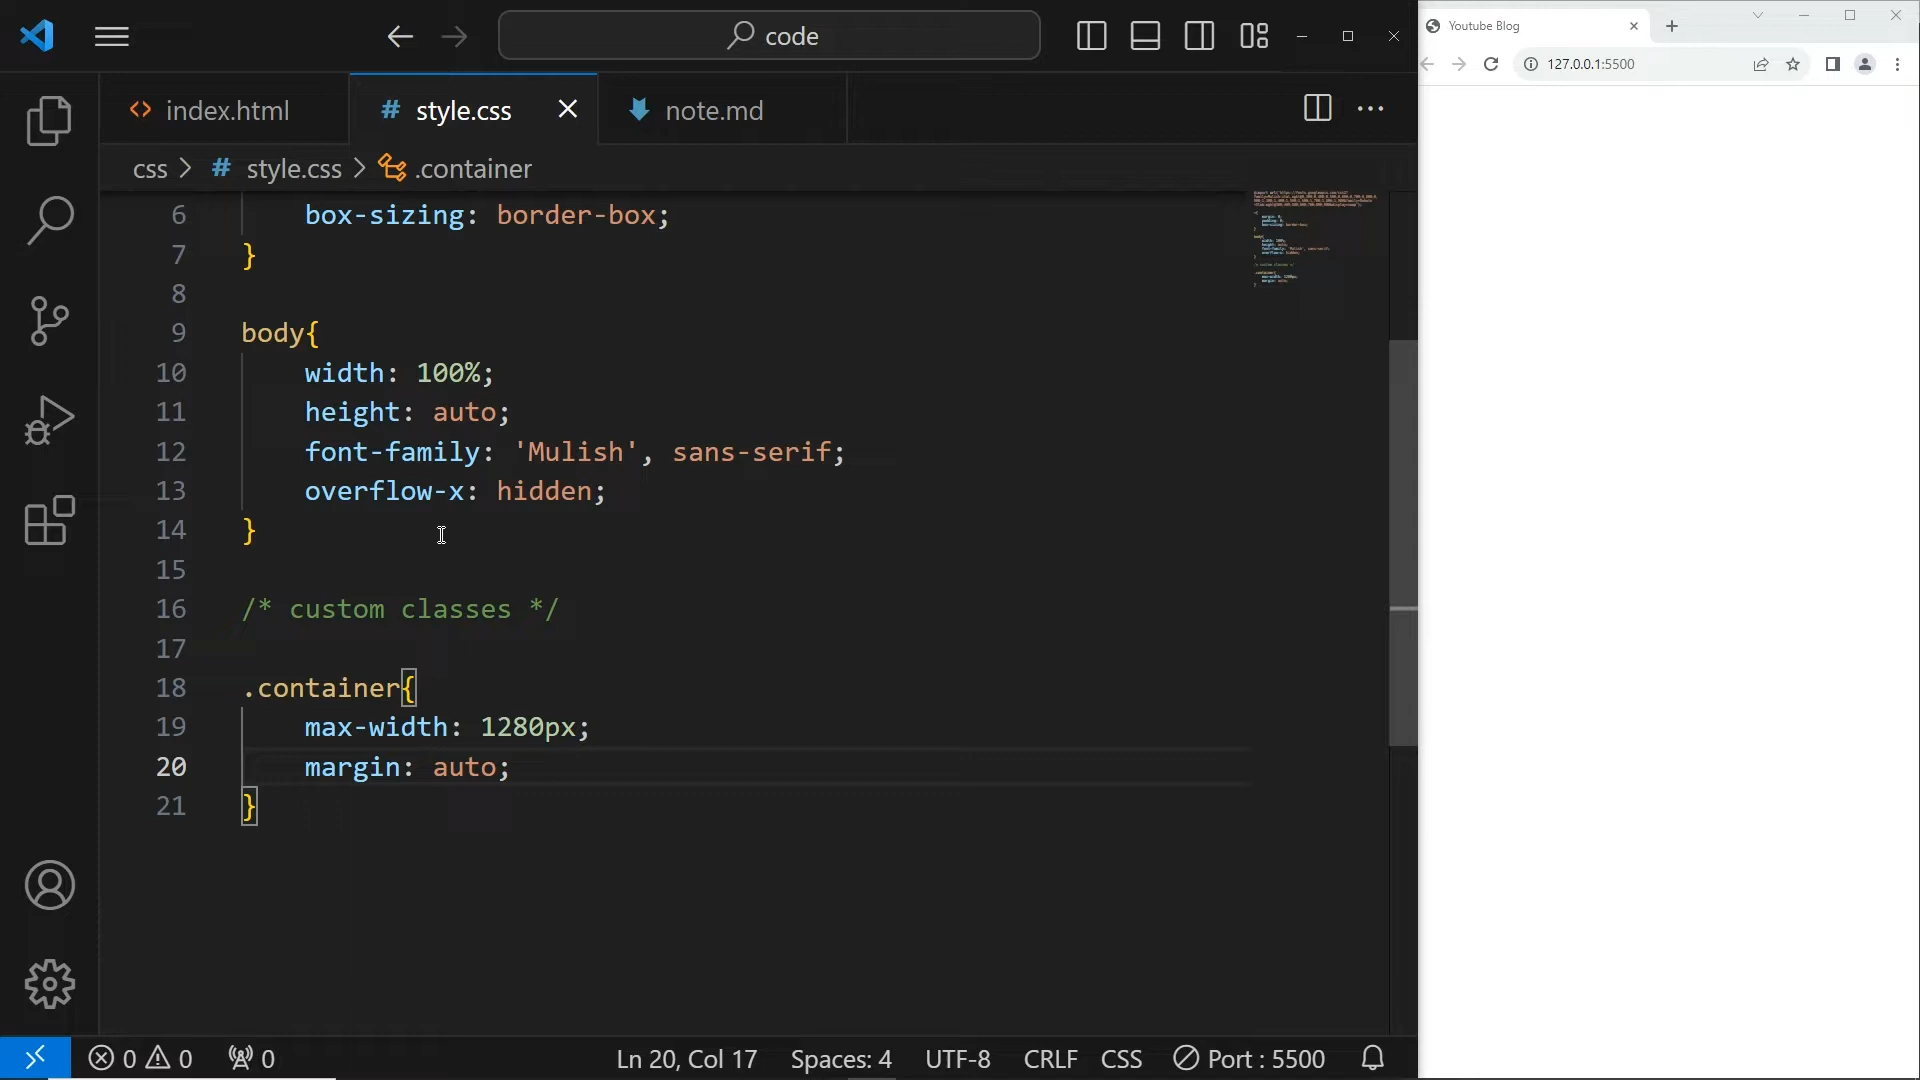 code
Youtube Blog
127.0.0.1:5500
index.html
# style.css
note.md
css > # style.css > .container
6 box-sizing: border-box;
7 }
8
9 body{
10 width: 100%;
11 height: auto;
12 font-family: 'Mulish', sans-serif;
13 overflow-x: hidden;
14 }
15
16 /* custom classes */
17
18 .container{
19 max-width: 1280px;
20 margin: auto;
21 }
0 0 0 Ln 20, Col 17 Spaces: 4 UTF-8 CRLF CSS Port : 5500